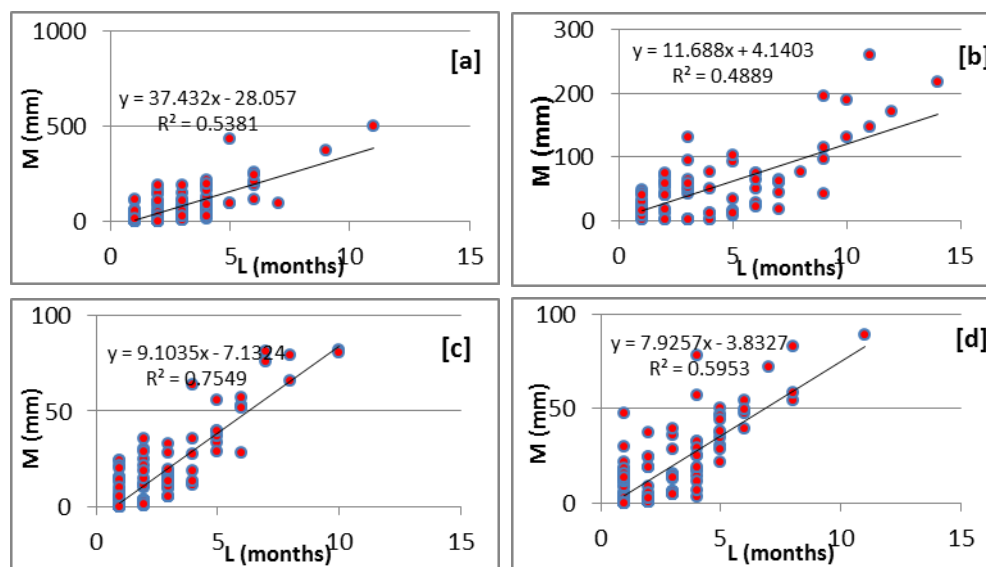 1000
[a]
y = 37.432x - 28.057
R² = 0.5381
500
0
0 5 10 15
M (mm)
L (months)
300
[b]
y = 11.688x + 4.1403
R² = 0.4889
200
100
0
0 5 10 15
M (mm)
L (months)
100
[c]
y = 9.1035x - 7.1324
R² = 0.7549
50
0
0 5 10 15
M (mm)
L (months)
100
[d]
y = 7.9257x - 3.8327
R² = 0.5953
50
0
0 5 10 15
M (mm)
L (months)